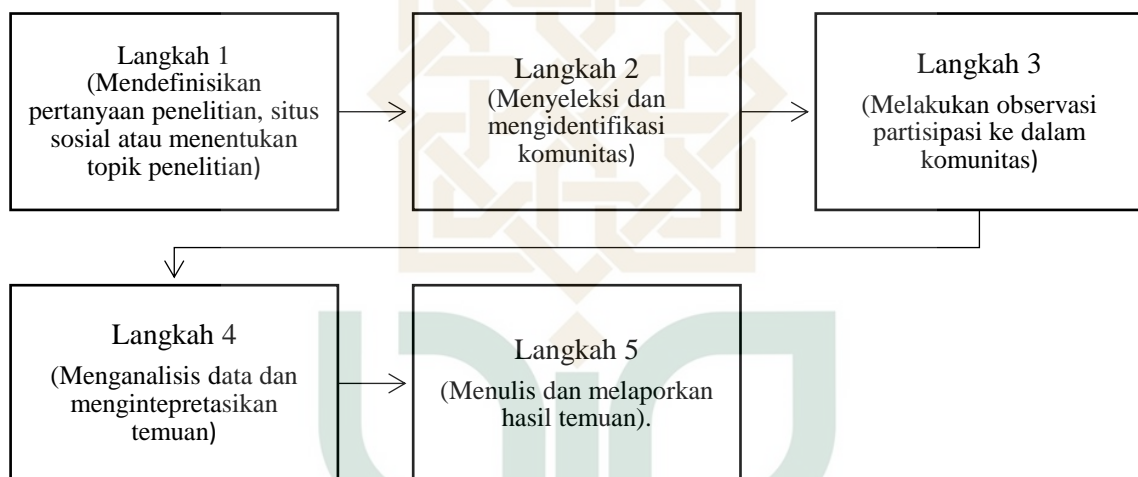 Langkah 1
(Mendefinisikan
pertanyaan penelitian, situs
sosial atau menentukan
topik penelitian)
Langkah 2
(Menyeleksi dan
mengidentifikasi
komunitas)
Langkah 3
(Melakukan observasi
partisipasi ke dalam
komunitas)
Langkah 4
(Menganalisis data dan
mengintepretasikan
temuan)
Langkah 5
(Menulis dan melaporkan
hasil temuan).